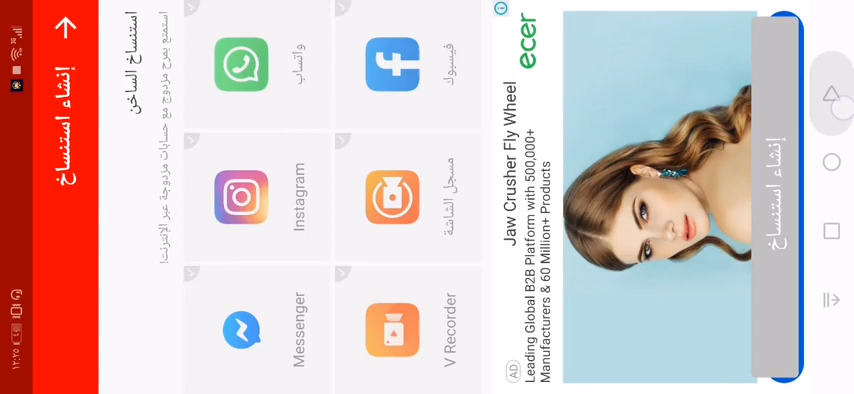 ١٢:٢٥
إنشاء استنساخ
استنساخ الساخن
استمتع بمرح مزدوج مع حسابات مزدوجة عبر الإنترنت!
واتساب
Instagram
Messenger
فيسبوك
مسجل الشاشة
V Recorder
ecer
Jaw Crusher Fly Wheel
AD
Leading Global B2B Platform with 500,000+
Manufacturers & 60 Million+ Products
إنشاء استنساخ